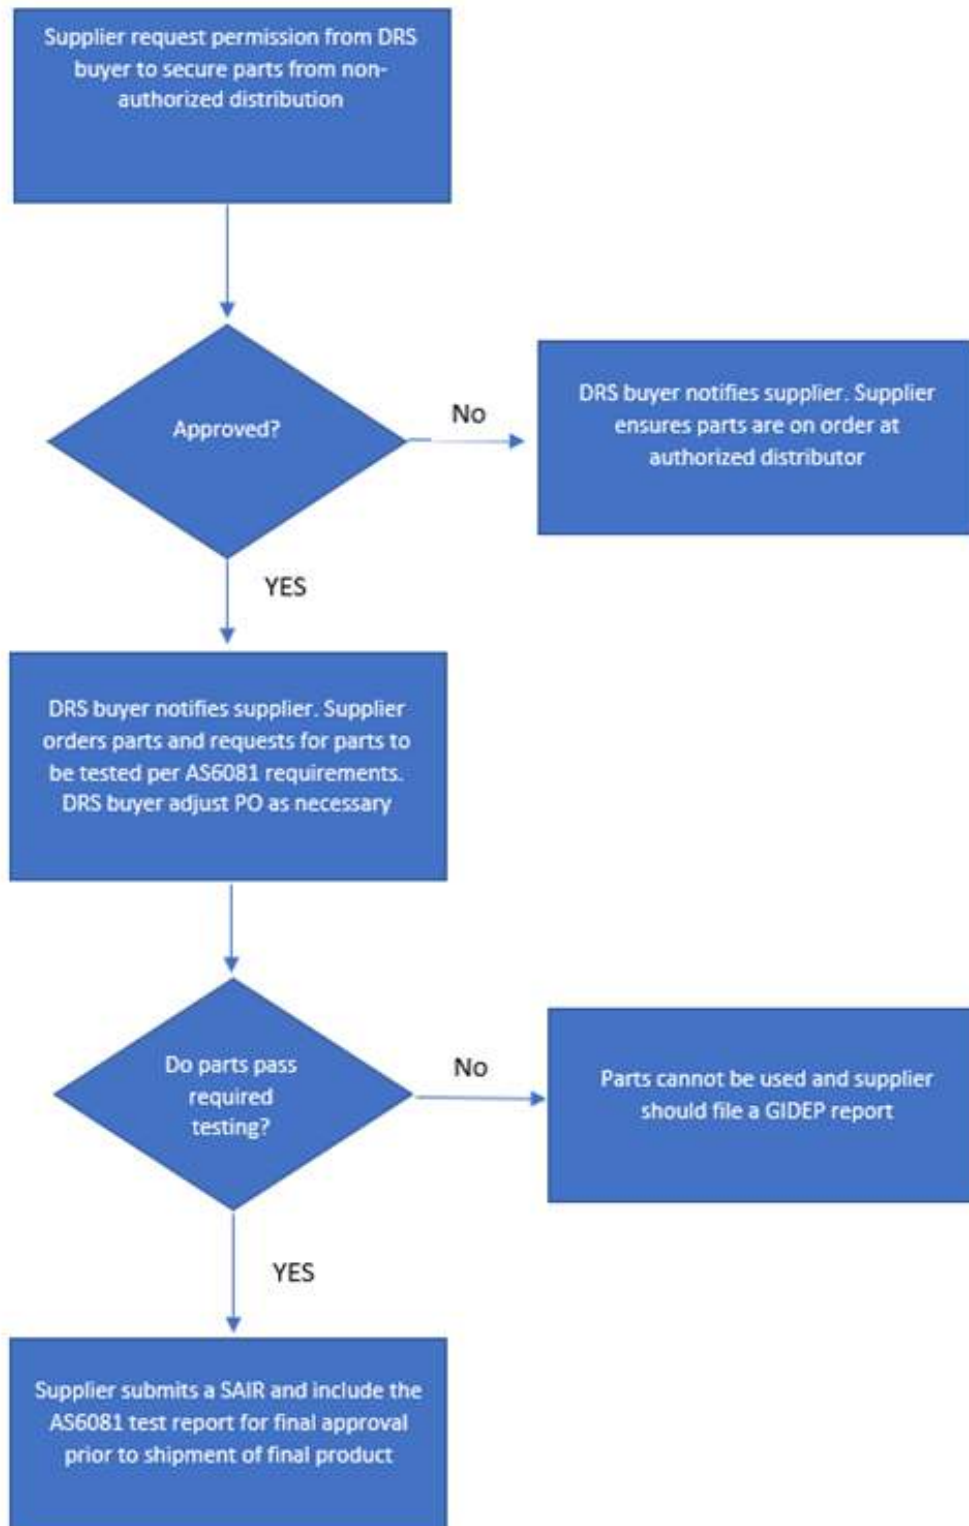 Supplier request permission from DRS
buyer to secure parts from non-
authorized distribution
Approved?
No
DRS buyer notifies supplier. Supplier
ensures parts are on order at
authorized distributor
YES
DRS buyer notifies supplier. Supplier
orders parts and requests for parts to
be tested per AS6081 requirements.
DRS buyer adjust PO as necessary
Do parts pass
required
testing?
No
Parts cannot be used and supplier
should file a GIDEP report
YES
Supplier submits a SAIR and include the
AS6081 test report for final approval
prior to shipment of final product